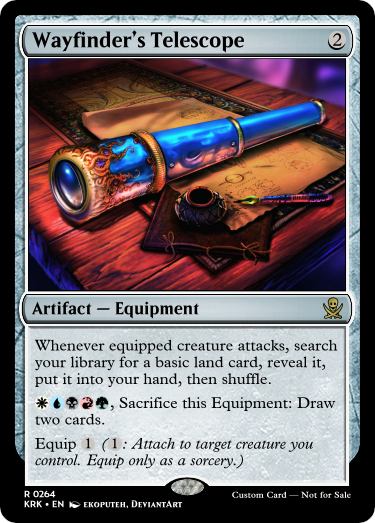 Wayfinder's Telescope 2
Artifact — Equipment
Whenever equipped creature attacks, search
your library for a basic land card, reveal it,
put it into your hand, then shuffle.
, Sacrifice this Equipment: Draw
two cards.
Equip 1 (1: Attach to target creature you
control. Equip only as a sorcery.)
R 0264
KRK • EN EKOPUTEH, DEVIANTÁRT
Custom Card — Not for Sale